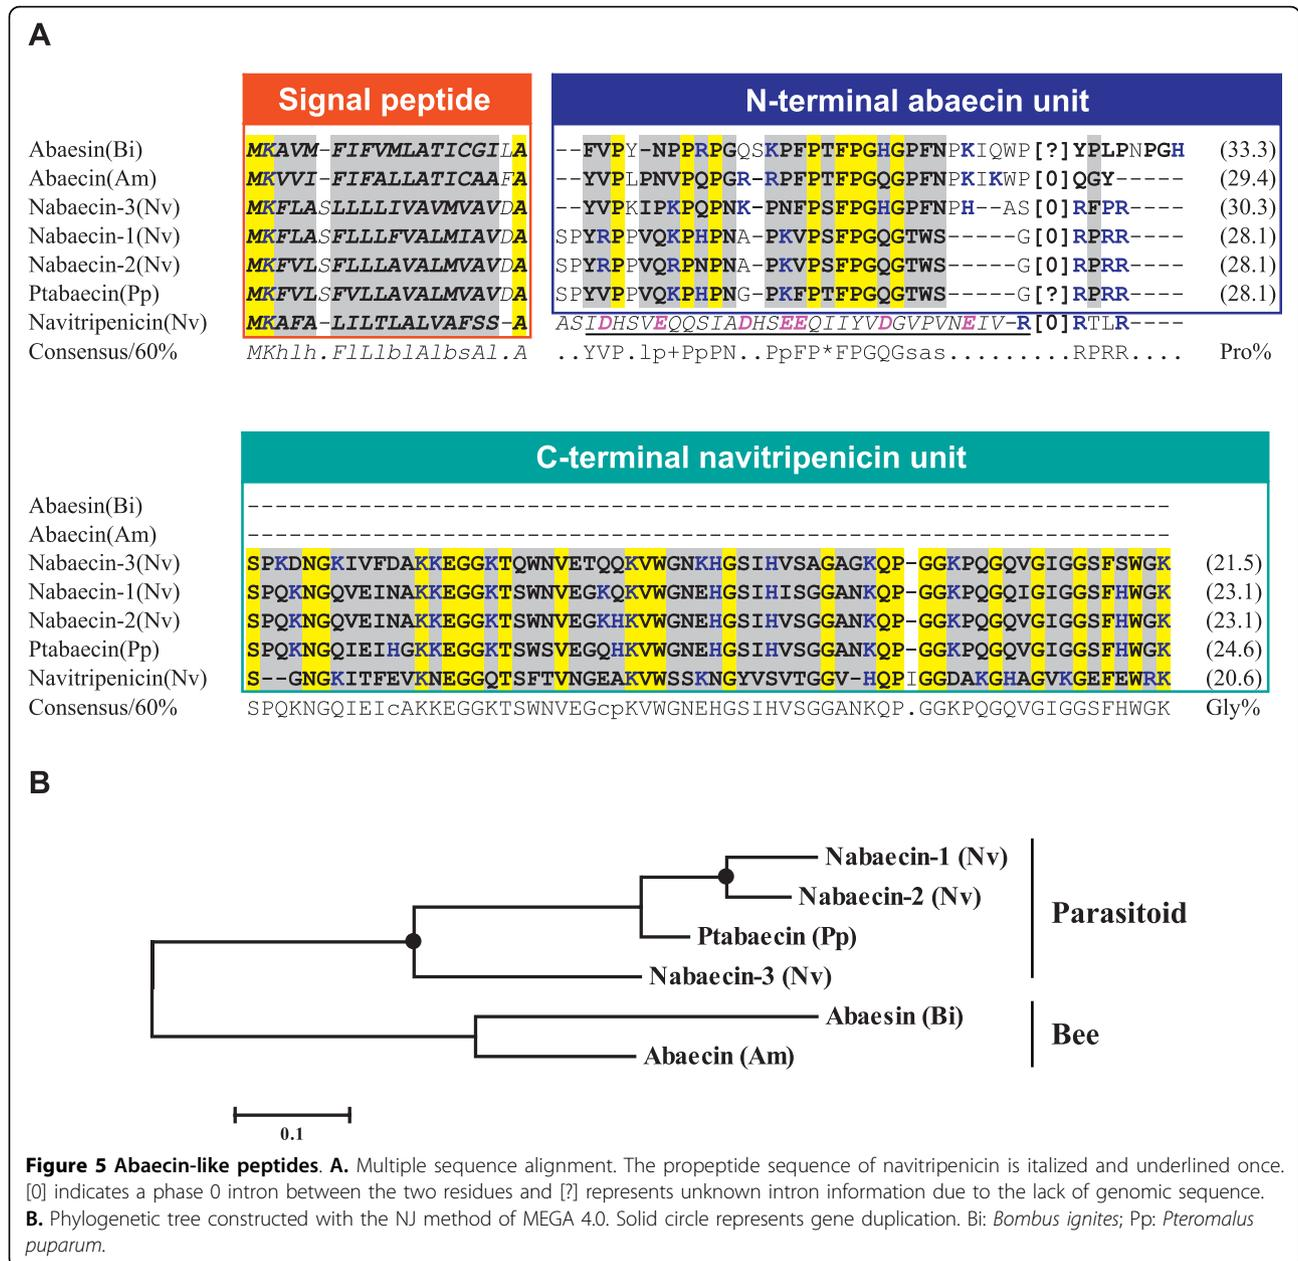 A
Signal peptide N-terminal abaecin unit
Abaesin(Bi) MKAVM-FIFVMLATICGILA --FVPY-NPPRPGQSKPFPTFPGHGPFNPKIQWP[?]YPLPNPGH (33.3)
Abaecin(Am) MKVVI-FIFALLATICAAFA --YVPLPNVPQPGR-RPFPTFPGQGPFNPKIKWP[0]QGY----- (29.4)
Nabaecin-3(Nv) MKFLASLLLLIVAVMVAVDA --YVPKIPKPQPNK-PNFPSFPGHGPFNPH--AS[0]RFPR---- (30.3)
Nabaecin-1(Nv) MKFLASFLLLFVALMIAVDA SPYRPPVQKPHPNA-PKVPSFPGQGTWS-----G[0]RPRR---- (28.1)
Nabaecin-2(Nv) MKFVLSFLLLAVALMVAVDA SPYRPPVQRPNPNA-PKVPSFPGQGTWS-----G[0]RPRR---- (28.1)
Ptabaecin(Pp) MKFVLSFVLLAVALMVAVDA SPYVPPVQKPHPNG-PKFPTFPGQGTWS-----G[?]RPRR---- (28.1)
Navitripenicin(Nv) MKAFA-LILTLALVAFSS-A ASIDHSVEQQSIADHSEEQIIYVDGVPVNEIV-R[0]RTLR----
Consensus/60% MKhlh.FlLlblAlbsAl.A ..YVP.lp+PpPN..PpFP*FPGQGsas.........RPRR.... Pro%
C-terminal navitripenicin unit
Abaesin(Bi) ------------------------------------------------------------------
Abaecin(Am) ------------------------------------------------------------------
Nabaecin-3(Nv) SPKDNGKIVFDAKKEGGKTQWNVETQQKVWGNKHGSIHVSAGAGKQP-GGKPQGQVGIGGSFSWGK (21.5)
Nabaecin-1(Nv) SPQKNGQVEINAKKEGGKTSWNVEGKQKVWGNEHGSIHISGGANKQP-GGKPQGQIGIGGSFHWGK (23.1)
Nabaecin-2(Nv) SPQKNGQVEINAKKEGGKTSWNVEGKHKVWGNEHGSIHVSGGANKQP-GGKPQGQVGIGGSFHWGK (23.1)
Ptabaecin(Pp) SPQKNGQIEIHGKKEGGKTSWSVEGQHKVWGNEHGSIHVSGGANKQP-GGKPQGQVGIGGSFHWGK (24.6)
Navitripenicin(Nv) S--GNGKITFEVKNEGGQTSFTVNGEAKVWSSKNGYVSVTGGV-HQPIGGDAKGHAGVKGEFEWRK (20.6)
Consensus/60% SPQKNGQIEIcAKKEGGKTSWNVEGcpKVWGNEHGSIHVSGGANKQP.GGKPQGQVGIGGSFHWGK Gly%
B
Nabaecin-1 (Nv)
Nabaecin-2 (Nv)
Parasitoid
Ptabaecin (Pp)
Nabaecin-3 (Nv)
Abaesin (Bi)
Bee
Abaecin (Am)
0.1
Figure 5 Abaecin-like peptides. A. Multiple sequence alignment. The propeptide sequence of navitripenicin is italized and underlined once.
[0] indicates a phase 0 intron between the two residues and [?] represents unknown intron information due to the lack of genomic sequence.
B. Phylogenetic tree constructed with the NJ method of MEGA 4.0. Solid circle represents gene duplication. Bi: Bombus ignites; Pp: Pteromalus
puparum.